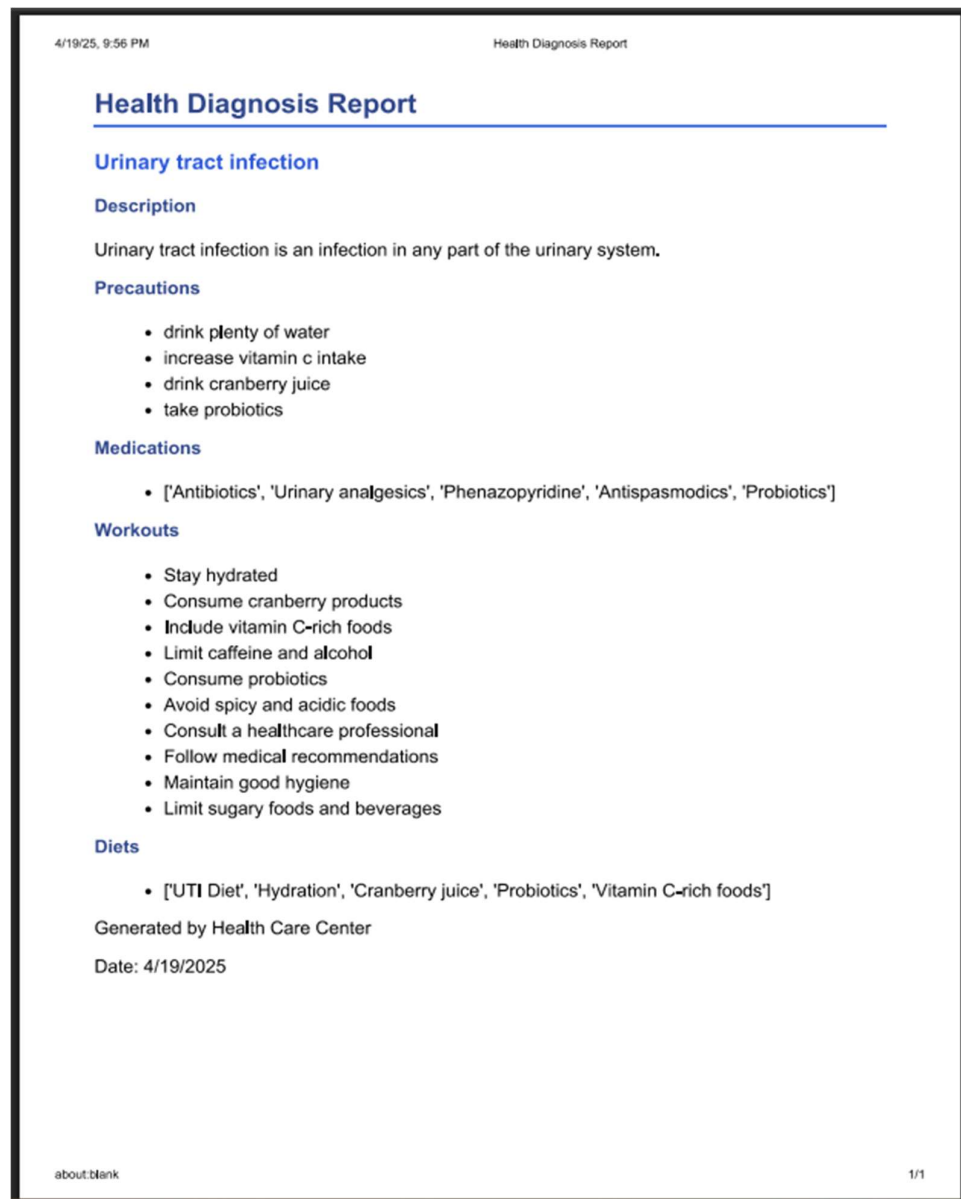 4/19/25, 9:56 PM Health Diagnosis Report
Health Diagnosis Report
Urinary tract infection
Description
Urinary tract infection is an infection in any part of the urinary system.
Precautions
• drink plenty of water
• increase vitamin c intake
• drink cranberry juice
• take probiotics
Medications
• ['Antibiotics', 'Urinary analgesics', 'Phenazopyridine', 'Antispasmodics', 'Probiotics']
Workouts
• Stay hydrated
• Consume cranberry products
• Include vitamin C-rich foods
• Limit caffeine and alcohol
• Consume probiotics
• Avoid spicy and acidic foods
• Consult a healthcare professional
• Follow medical recommendations
• Maintain good hygiene
• Limit sugary foods and beverages
Diets
• ['UTI Diet', 'Hydration', 'Cranberry juice', 'Probiotics', 'Vitamin C-rich foods']
Generated by Health Care Center
Date: 4/19/2025
about:blank 1/1